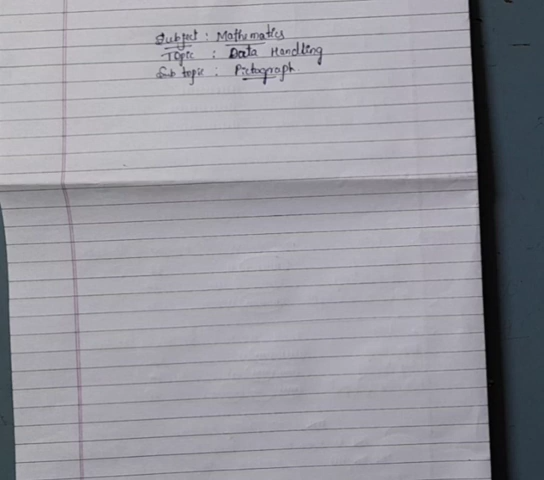 Subject : Mathematics
Topic : Data Handling
Sub topic : Pictograph